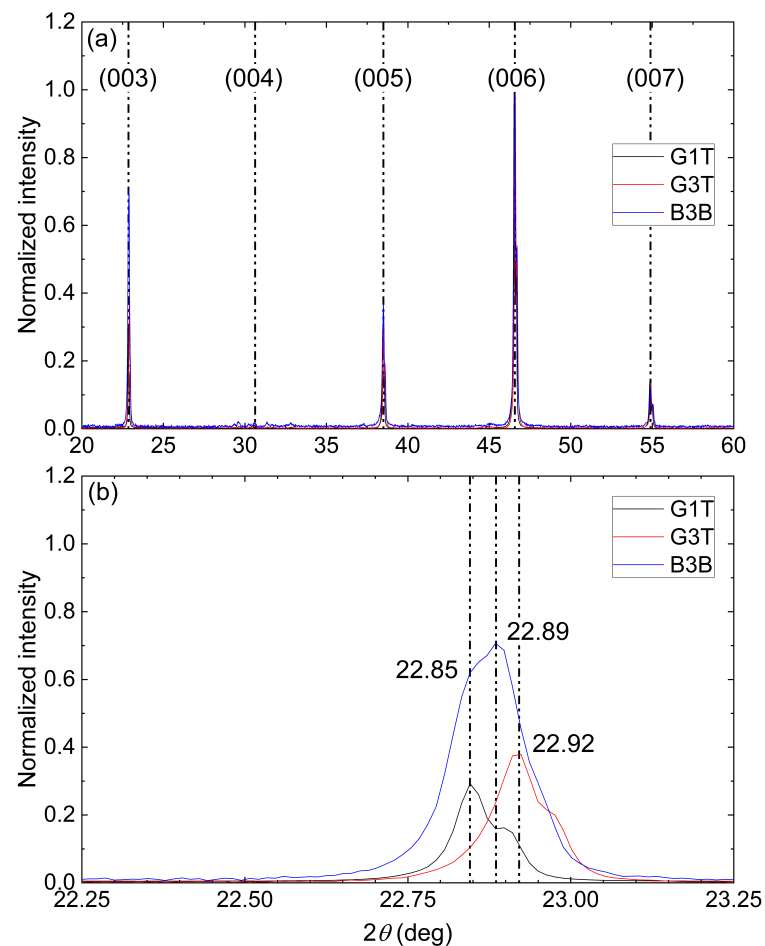 (a)
(003) (004) (005) (006) (007)
1.2
1.0
0.8
0.6
0.4
0.2
0.0
Normalized intensity
G1T
G3T
B3B
20 25 30 35 40 45 50 55 60
(b)
1.2
1.0
0.8
0.6
0.4
0.2
0.0
Normalized intensity
G1T
G3T
B3B
22.89
22.85
22.92
22.25 22.50 22.75 23.00 23.25
2θ (deg)